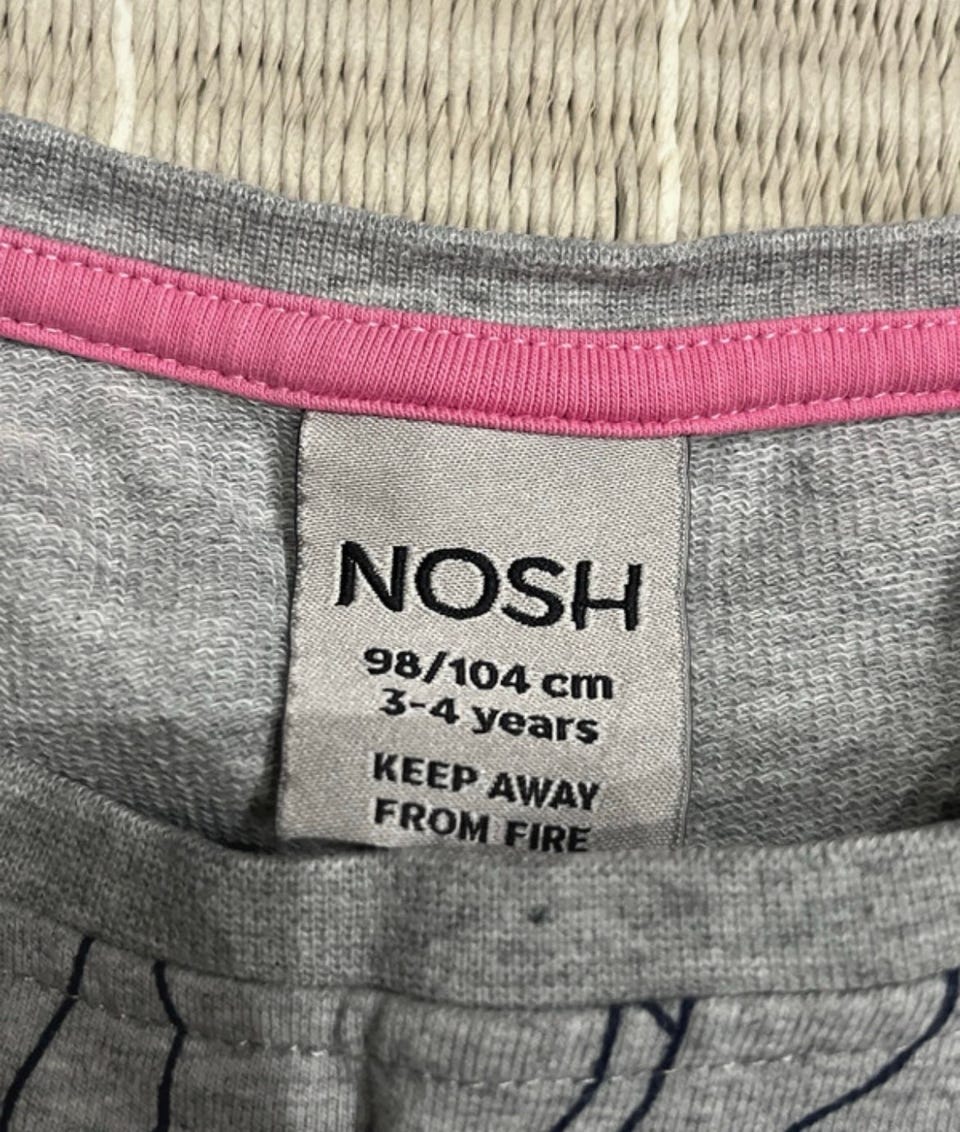 NOSH
98/104 cm
3-4 years
KEEP AWAY
FROM FIRE